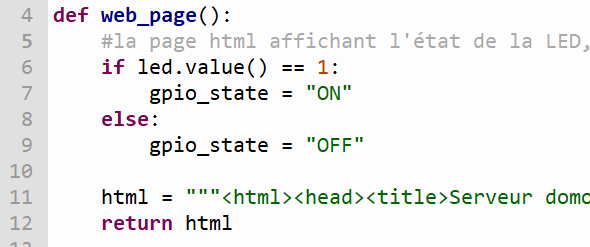 4 def web_page():
5 #la page html affichant l'état de la LED,
6 if led.value() == 1:
7 gpio_state = "ON"
8 else:
9 gpio_state = "OFF"
10
11 html = """<html><head><title>Serveur domo
12 return html